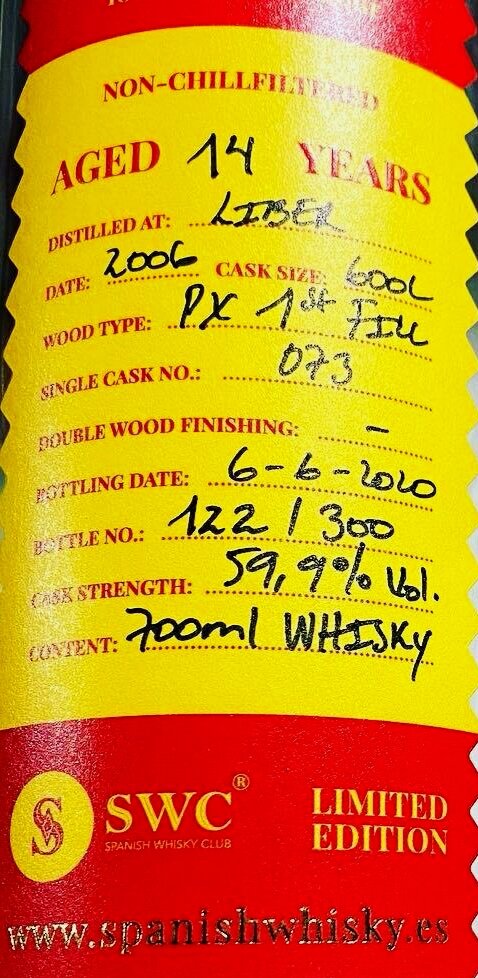 NON-CHILLFILTERED
AGED 14 YEARS
DISTILLED AT: LIBER
DATE: 2006 CASK SIZE: 600L
WOOD TYPE: PX 1st FILL
SINGLE CASK NO.: 073
DOUBLE WOOD FINISHING: -
BOTTLING DATE: 6-6-2020
BOTTLE NO.: 122 / 300
CASK STRENGTH: 59,9% Vol.
CONTENT: 700ml WHISKY
SWC® LIMITED
SPANISH WHISKY CLUB EDITION
www.spanishwhisky.es